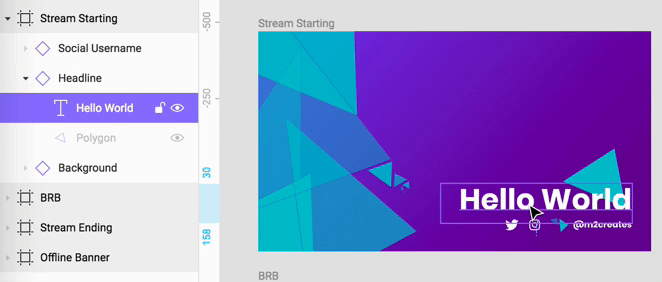 Stream Starting
Social Username
Headline
Hello World
Polygon
Background
BRB
Stream Ending
Offline Banner
-500
-250
30
158
Stream Starting
Hello World
@m2creates
BRB